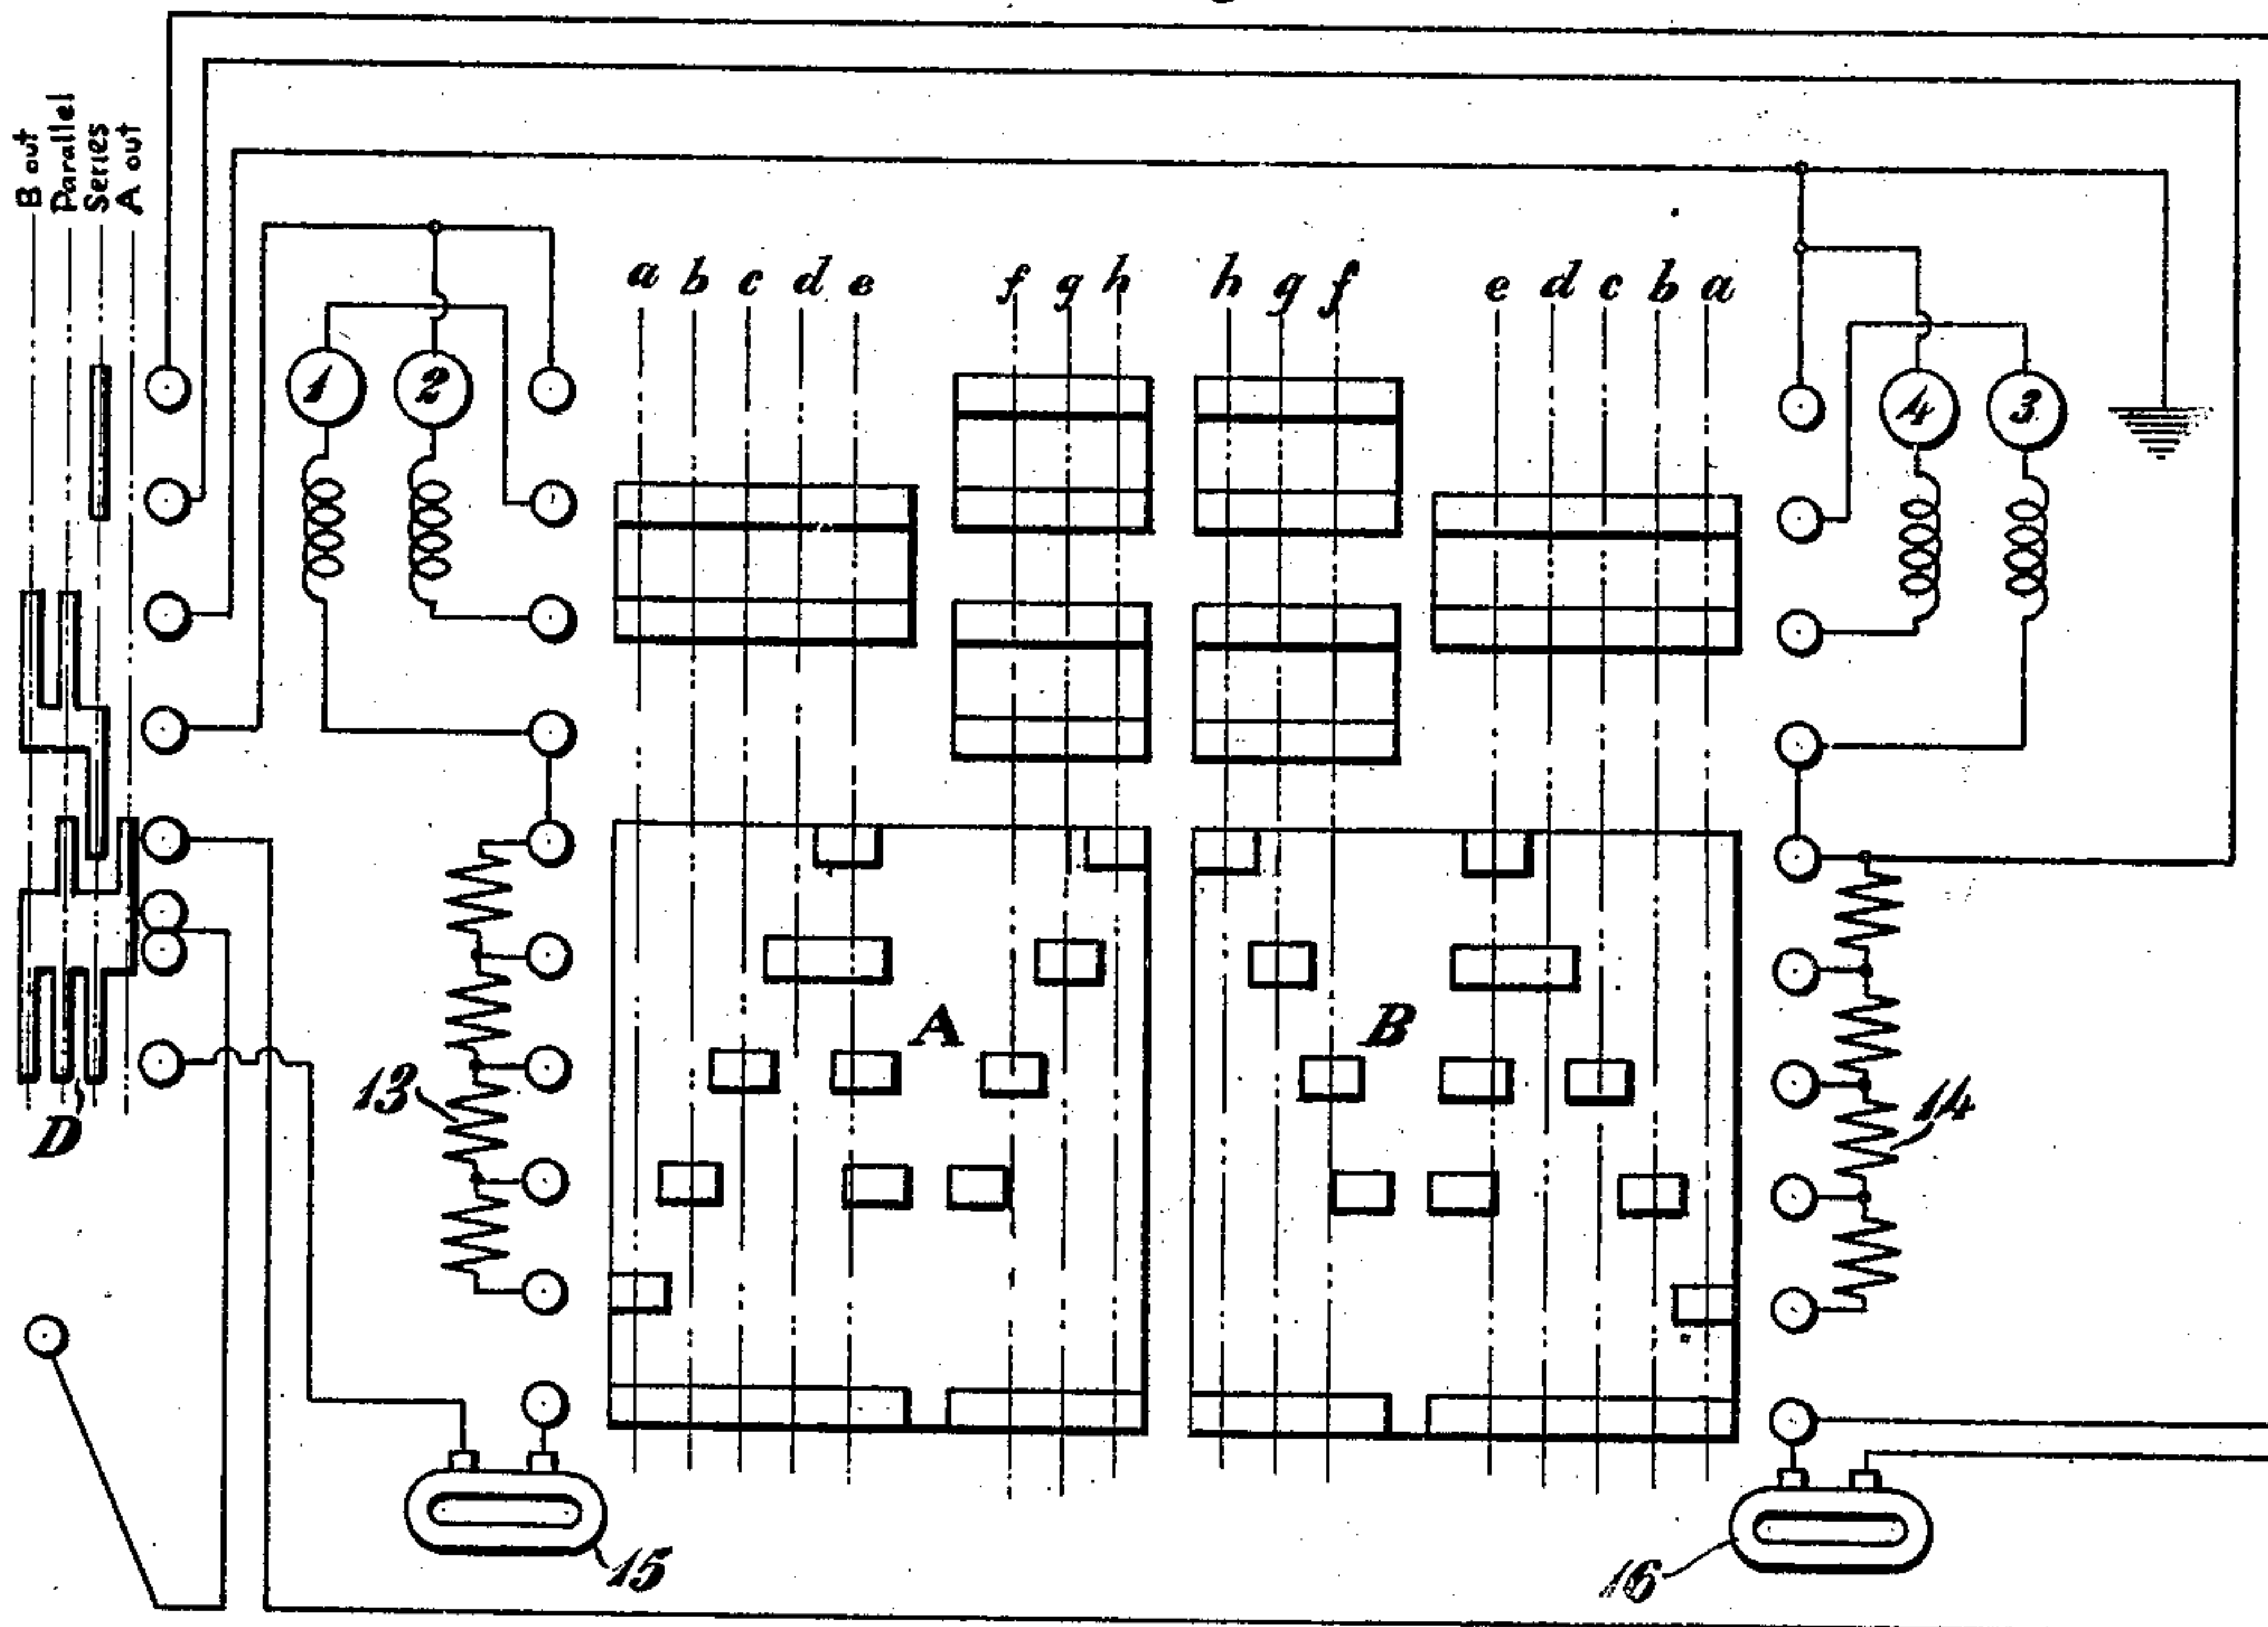 B out
Parallel
Series
A out
a b c d e f g h h g f e d c b a
1 2 4 3
A B
13 14
D
15 16